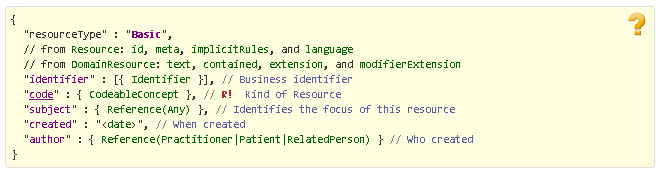 {
  "resourceType" : "Basic",
  // from Resource: id, meta, implicitRules, and language
  // from DomainResource: text, contained, extension, and modifierExtension
  "identifier" : [{ Identifier }], // Business identifier
  "code" : { CodeableConcept }, // R!  Kind of Resource
  "subject" : { Reference(Any) }, // Identifies the focus of this resource
  "created" : "<date>", // When created
  "author" : { Reference(Practitioner|Patient|RelatedPerson) } // Who created
}
?